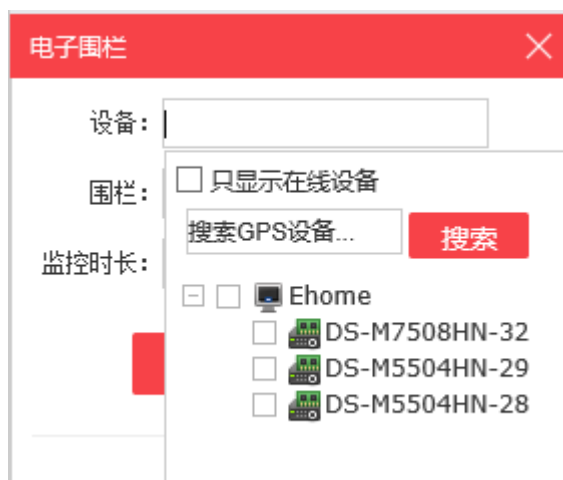 电子围栏
设备：
围栏：
只显示在线设备
搜索GPS设备... 搜索
监控时长：
Ehome
DS-M7508HN-32
DS-M5504HN-29
DS-M5504HN-28